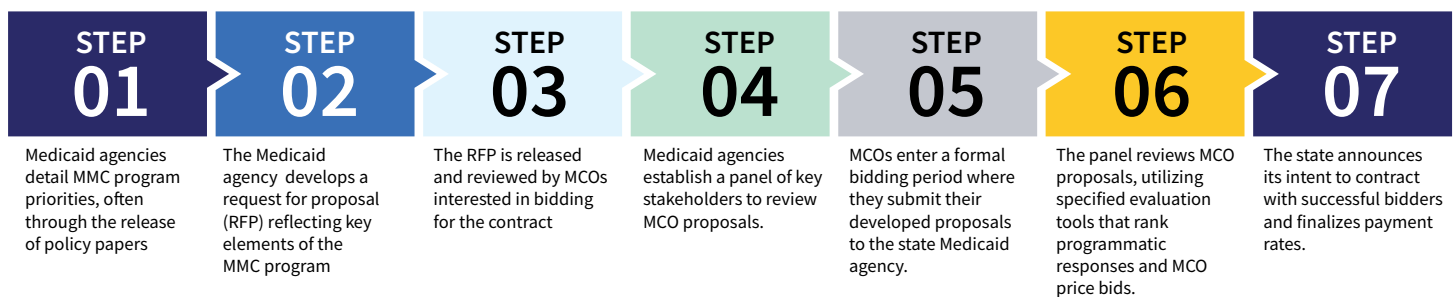 STEP
01
Medicaid agencies
detail MMC program
priorities, often
through the release
of policy papers
STEP
02
The Medicaid
agency develops a
request for proposal
(RFP) reflecting key
elements of the
MMC program
STEP
03
The RFP is released
and reviewed by MCOs
interested in bidding
for the contract
STEP
04
Medicaid agencies
establish a panel of key
stakeholders to review
MCO proposals.
STEP
05
MCOs enter a formal
bidding period where
they submit their
developed proposals
to the state Medicaid
agency.
STEP
06
The panel reviews MCO
proposals, utilizing
specified evaluation
tools that rank
programmatic
responses and MCO
price bids.
STEP
07
The state announces
its intent to contract
with successful bidders
and finalizes payment
rates.